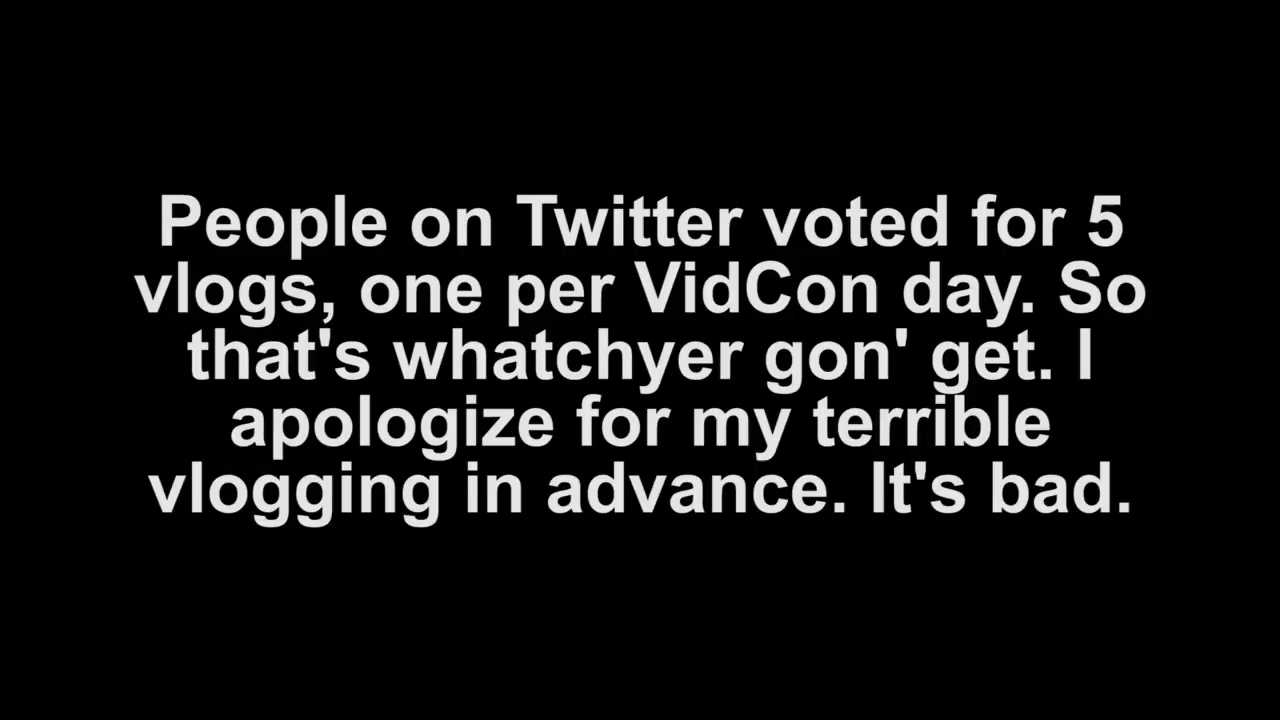 People on Twitter voted for 5
vlogs, one per VidCon day. So
that's whatchyer gon' get. I
apologize for my terrible
vlogging in advance. It's bad.